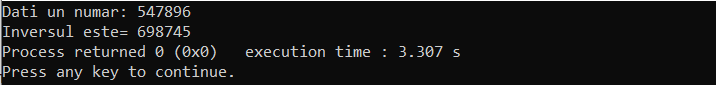 Dati un numar: 547896
Inversul este= 698745
Process returned 0 (0x0)   execution time : 3.307 s
Press any key to continue.